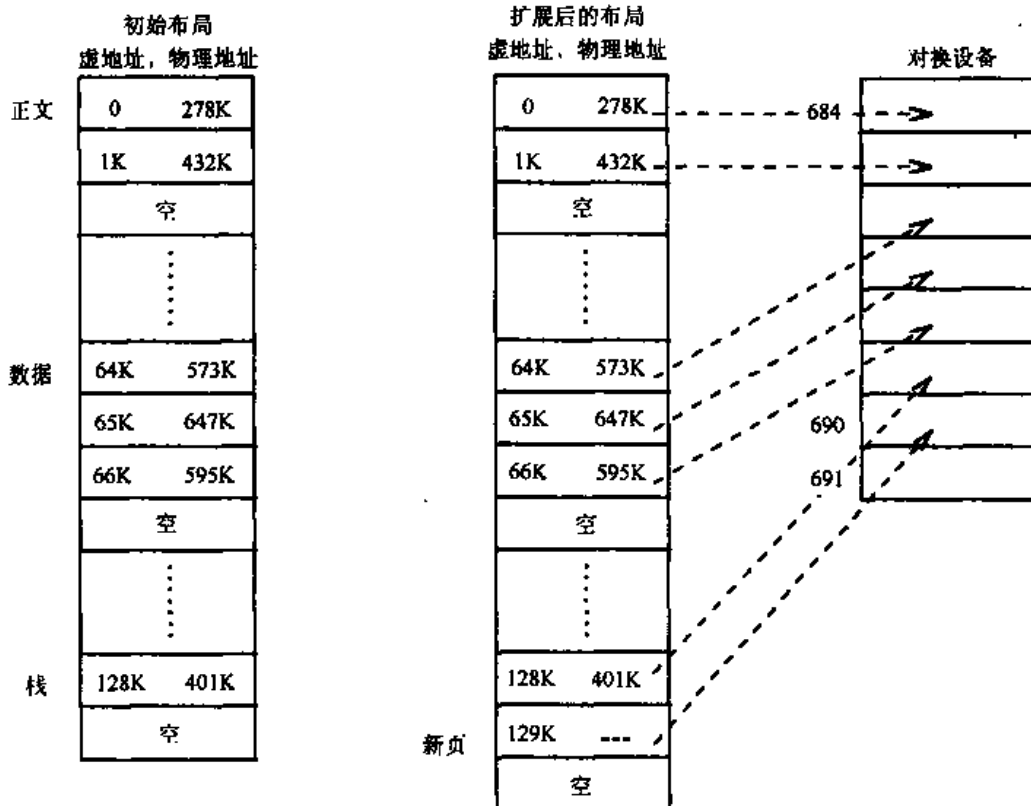 初始布局
虚地址，物理地址
正文 0 278K
1K 432K
空
数据 64K 573K
65K 647K
66K 595K
空
栈 128K 401K
空
扩展后的布局
虚地址、物理地址
0 278K
1K 432K
空
64K 573K
65K 647K
66K 595K
空
128K 401K
新页 129K ---
空
对换设备
684
690
691